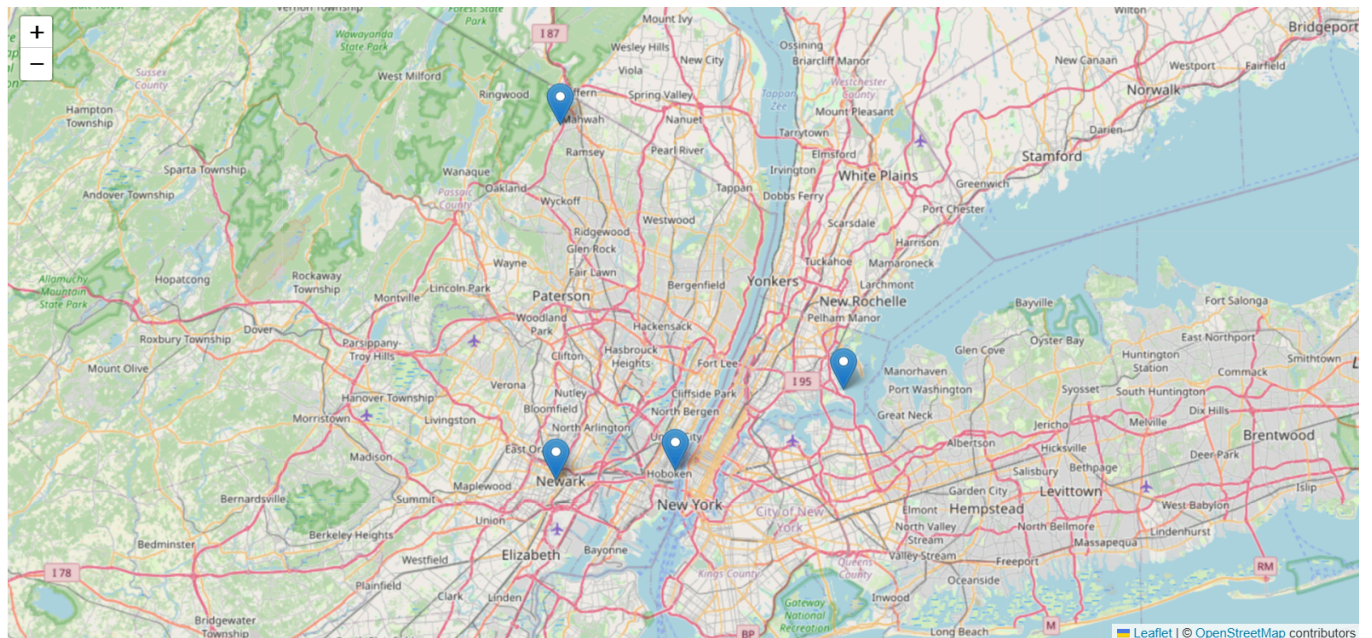 +
−
Vernon Township
Forest State
Park
I 87
Mount Ivy
Wilton
Wawayanda
State Park
Wesley Hills
New City
Ossining
Briarcliff Manor
Bridgeport
Sussex
County
West Milford
Viola
New Canaan
Westport
Fairfield
Ringwood
Spring Valley
Tappan
Zee
Westchester
County
Norwalk
Hampton
Township
Mahwah
Nanuet
Mount Pleasant
Darien
Ramsey
Pearl River
Tarrytown
Elmsford
Stamford
Sparta Township
Wanaque
Irvington
White Plains
Andover Township
Passaic
County
Oakland
Tappan
Dobbs Ferry
Greenwich
Wyckoff
Port Chester
Westwood
Scarsdale
Ridgewood
Glen Rock
Harrison
Wayne
Fair Lawn
Tuckahoe
Mamaroneck
Allamuchy
Mountain
State Park
Hopatcong
Rockaway
Township
Lincoln Park
Montville
Paterson
Bergenfield
Yonkers
Larchmont
New Rochelle
Bayville
Fort Salonga
Roxbury Township
Dover
Woodland
Park
Hackensack
Pelham Manor
Parsippany-
Troy Hills
Clifton
Hasbrouck
Heights
Fort Lee
Glen Cove
Oyster Bay
East Northport
Huntington
Station
Smithtown
Mount Olive
Verona
Nutley
Cliffside Park
I 95
Manorhaven
Port Washington
Syosset
South Huntington
Commack
Hanover Township
Bloomfield
North Bergen
Great Neck
Dix Hills
Morristown
Livingston
North Arlington
Jericho
Melville
Brentwood
Madison
Albertson
Hicksville
Deer Park
Maplewood
Newark
Hoboken
Salisbury
Bethpage
Bernardsville
Summit
New York
Garden City
Levittown
Islip
Union
City of New
York
Elmont
Hempstead
West Babylon
Berkeley Heights
North Valley
Stream
North Bellmore
Lindenhurst
Bedminster
Westfield
Elizabeth
Bayonne
Valley Stream
Massapequa
I 78
Plainfield
Kings County
Queens
County
Freeport
RM
Clark
Linden
Oceanside
Gateway
National
Recreation
Inwood
Bridgewater
Township
BP
Long Beach
M
Leaflet | © OpenStreetMap contributors